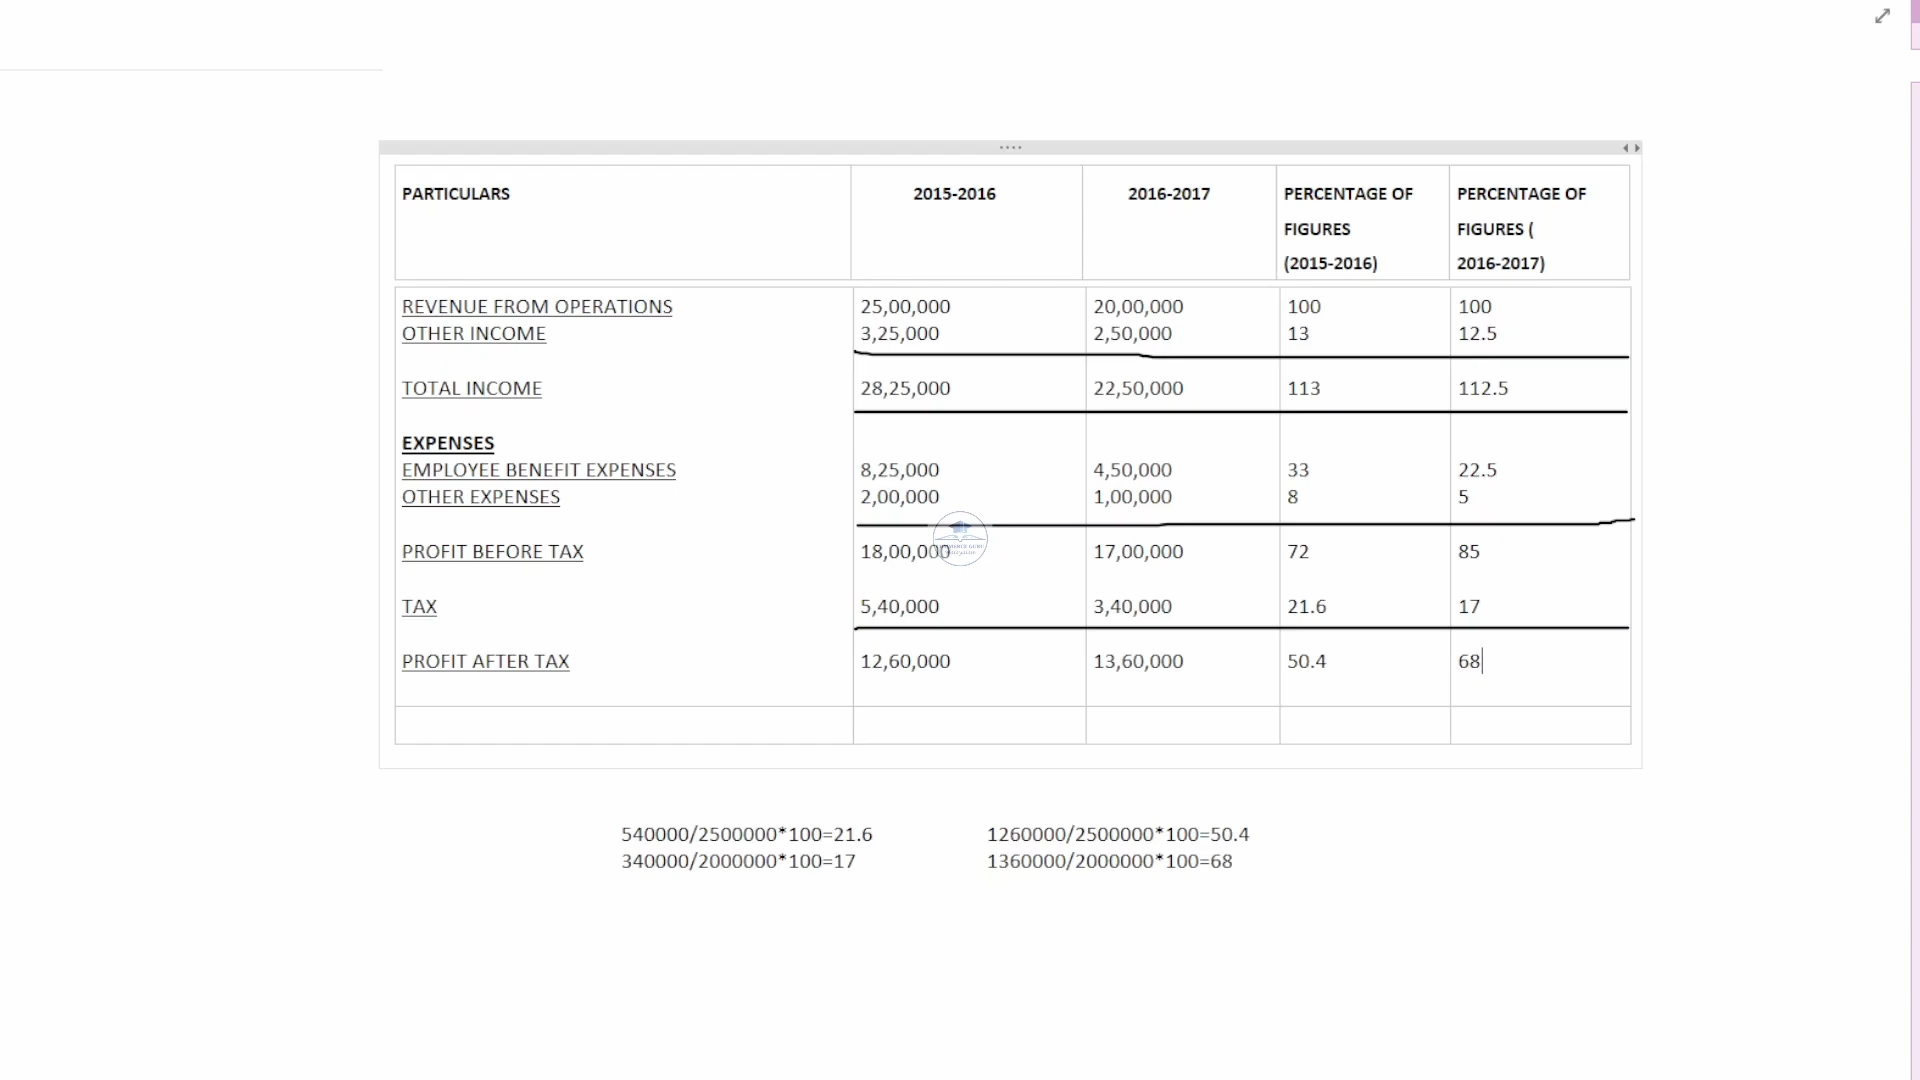 PARTICULARS 2015-2016 2016-2017 PERCENTAGE OF FIGURES (2015-2016) PERCENTAGE OF FIGURES ( 2016-2017)
REVENUE FROM OPERATIONS 25,00,000 20,00,000 100 100
OTHER INCOME 3,25,000 2,50,000 13 12.5
TOTAL INCOME 28,25,000 22,50,000 113 112.5
EXPENSES
EMPLOYEE BENEFIT EXPENSES 8,25,000 4,50,000 33 22.5
OTHER EXPENSES 2,00,000 1,00,000 8 5
PROFIT BEFORE TAX 18,00,000 17,00,000 72 85
TAX 5,40,000 3,40,000 21.6 17
PROFIT AFTER TAX 12,60,000 13,60,000 50.4 68
540000/2500000*100=21.6 1260000/2500000*100=50.4
340000/2000000*100=17 1360000/2000000*100=68